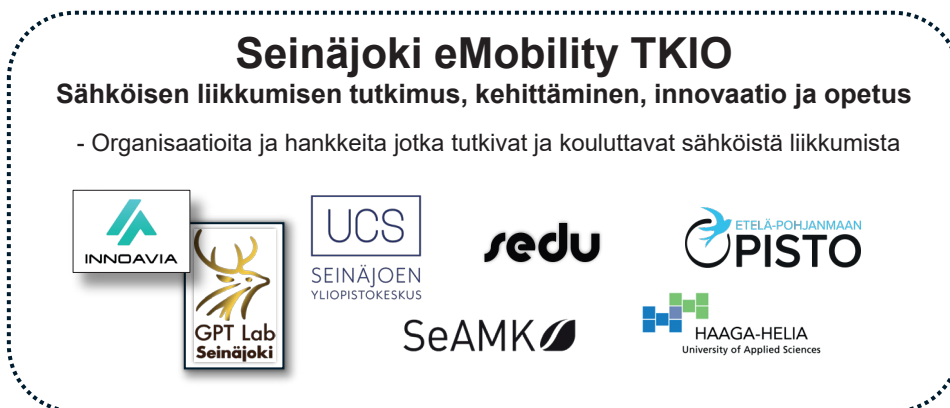 Seinäjoki eMobility TKIO
Sähköisen liikkumisen tutkimus, kehittäminen, innovaatio ja opetus
- Organisaatioita ja hankkeita jotka tutkivat ja kouluttavat sähköistä liikkumista
INNOAVIA
GPT Lab
Seinäjoki
UCS
SEINÄJOEN
YLIOPISTOKESKUS
sedu
ETELÄ-POHJANMAAN
OPISTO
SeAMK
HAAGA-HELIA
University of Applied Sciences